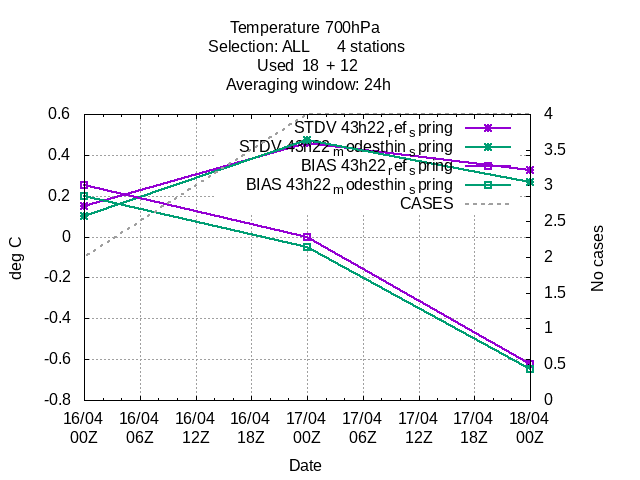 Temperature 700hPa
Selection: ALL 4 stations
Used 18 + 12
Averaging window: 24h
STDV 43h22refspring
STDV 43h22modesthinspring
BIAS 43h22refspring
BIAS 43h22modesthinspring
CASES
deg C
0.6
0.4
0.2
0
-0.2
-0.4
-0.6
-0.8
4
3.5
3
2.5
2
1.5
1
0.5
0
No cases
16/04 16/04 16/04 16/04 17/04 17/04 17/04 17/04 18/04
00Z 06Z 12Z 18Z 00Z 06Z 12Z 18Z 00Z
Date